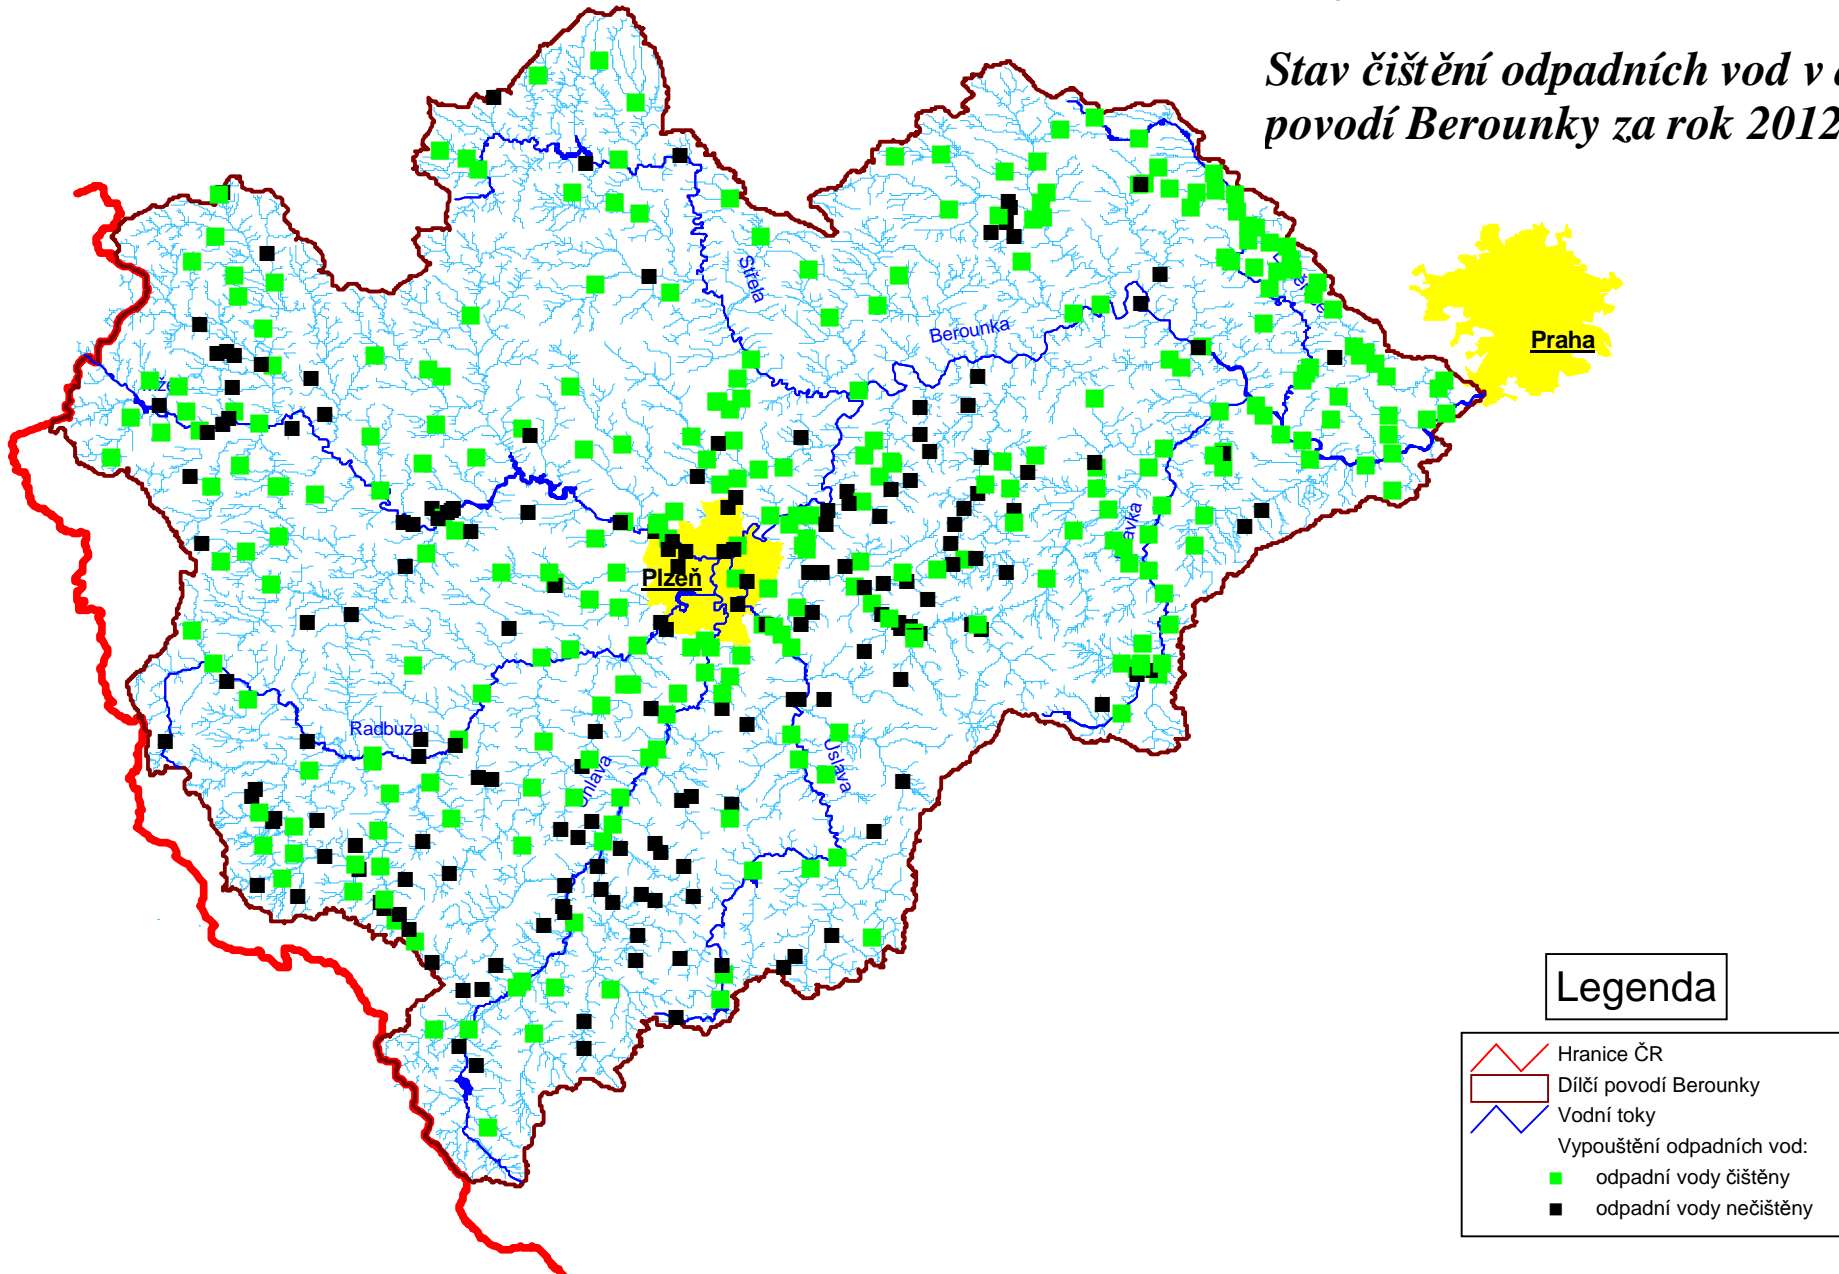 Stav čištění odpadních vod v
povodí Berounky za rok 2012
Střela
Berounka
Praha
Plzeň
Radbuza
Úhlava
Úslava
Legenda
Hranice ČR
Dílčí povodí Berounky
Vodní toky
Vypouštění odpadních vod:
odpadní vody čištěny
odpadní vody nečištěny